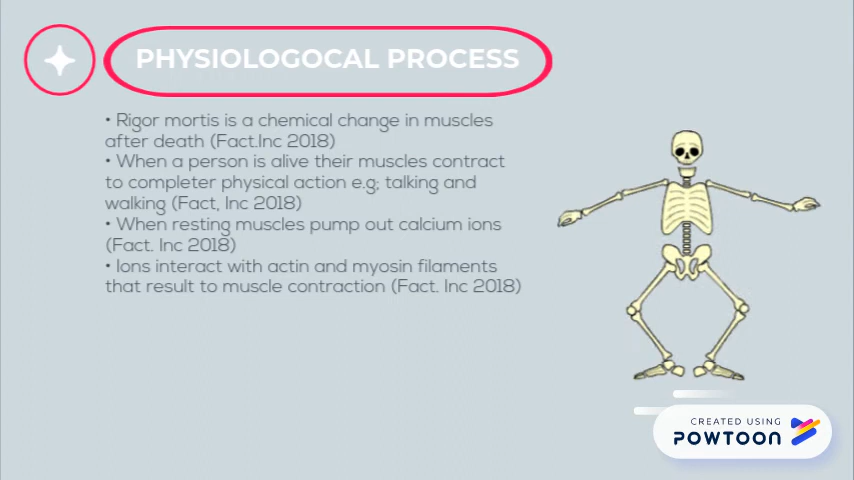 PHYSIOLOGOCAL PROCESS
• Rigor mortis is a chemical change in muscles
after death (Fact.Inc 2018)
• When a person is alive their muscles contract
to completer physical action e.g; talking and
walking (Fact, Inc 2018)
• When resting muscles pump out calcium ions
(Fact. Inc 2018)
• Ions interact with actin and myosin filaments
that result to muscle contraction (Fact. Inc 2018)
CREATED USING
POWTOON